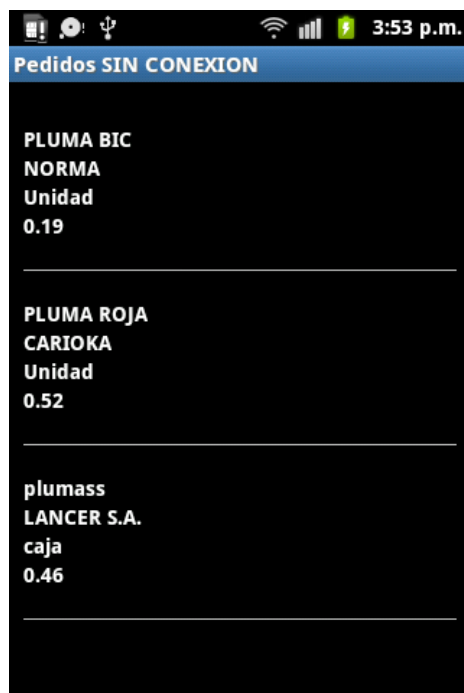 3:53 p.m.
Pedidos SIN CONEXION
PLUMA BIC
NORMA
Unidad
0.19
PLUMA ROJA
CARIOKA
Unidad
0.52
plumass
LANCER S.A.
caja
0.46